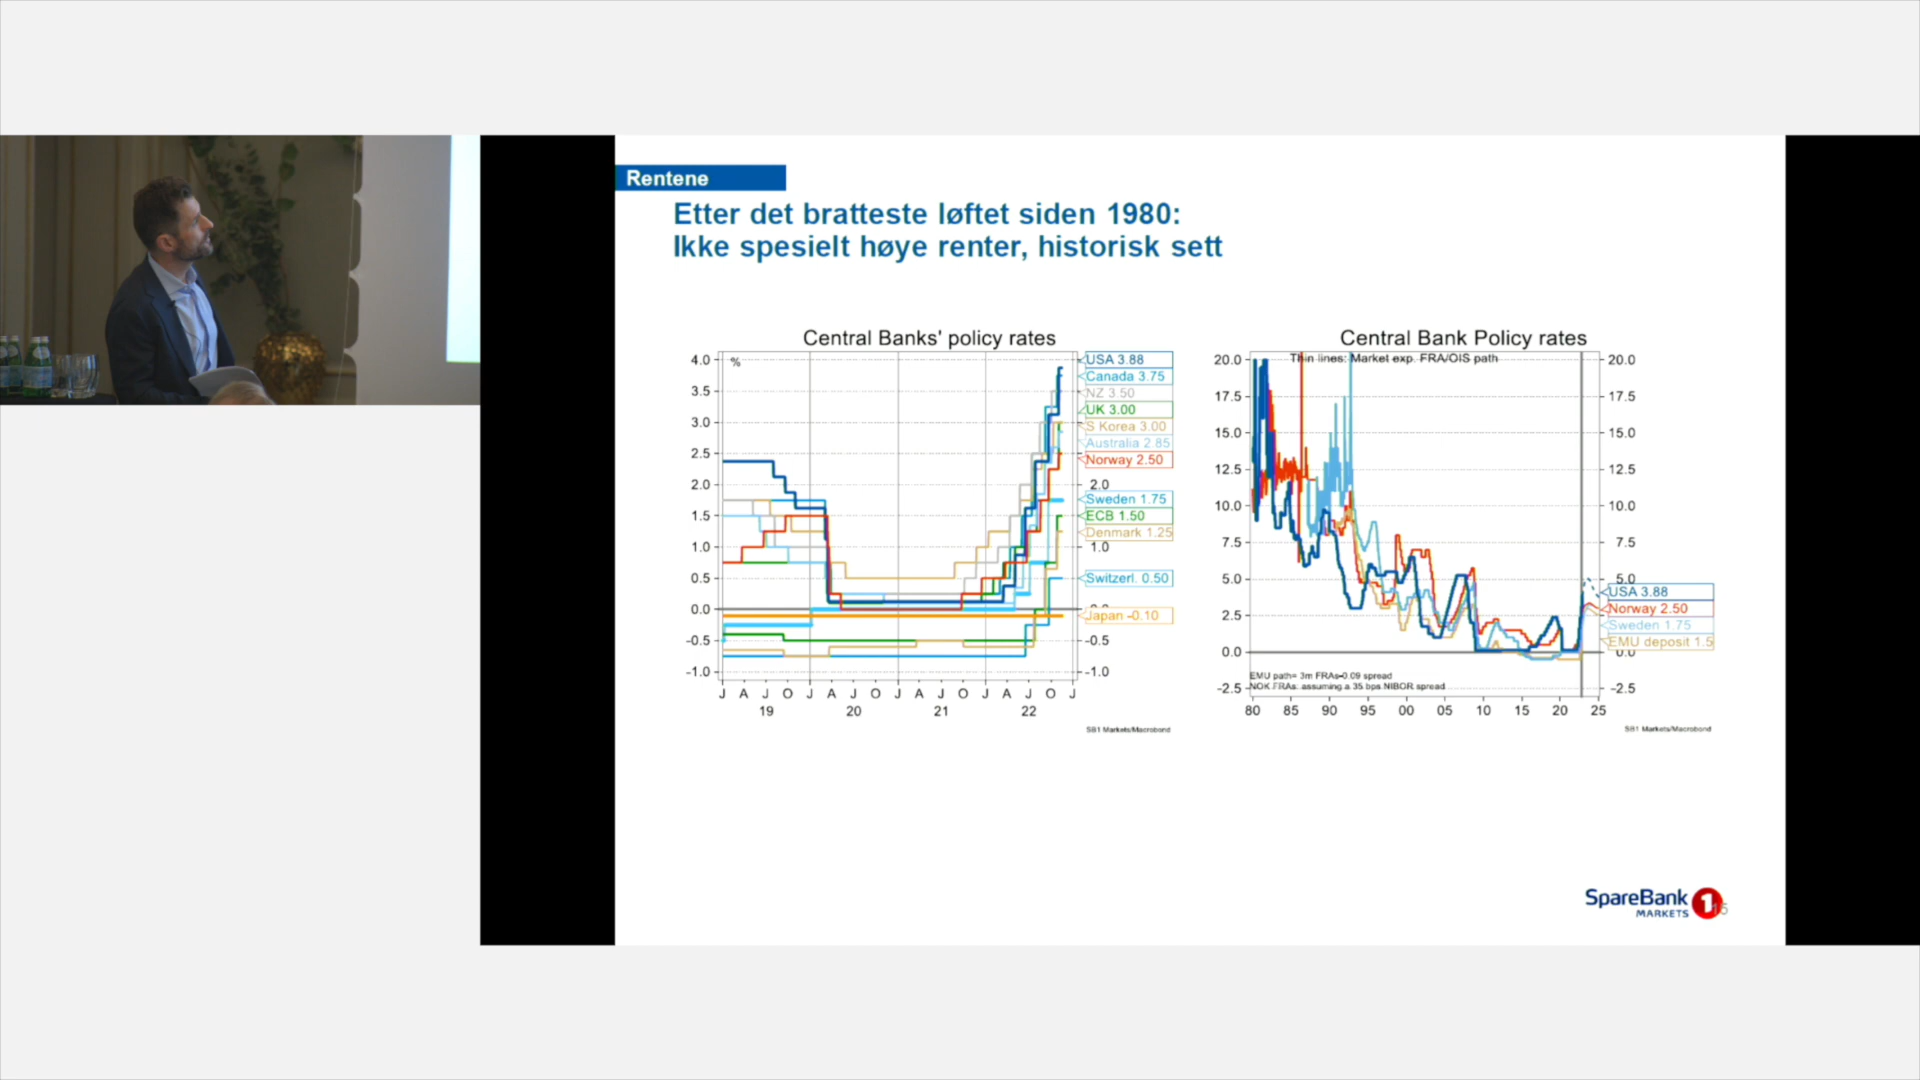 Rentene
Etter det bratteste løftet siden 1980:
Ikke spesielt høye renter, historisk sett
Central Banks' policy rates
%
4.0
3.5
3.0
2.5
2.0
1.5
1.0
0.5
0.0
-0.5
-1.0
USA 3.88
Canada 3.75
NZ 3.50
UK 3.00
S Korea 3.00
Australia 2.85
Norway 2.50
2.0
Sweden 1.75
ECB 1.50
Denmark 1.25
1.0
Switzerl. 0.50
Japan -0.10
-0.5
-1.0
J A J O J A J O J A J O J A J O J
19 20 21 22
SB1 Markets/Macrobond
Central Bank Policy rates
Thin lines: Market exp. FRA/OIS path
20.0
17.5
15.0
12.5
10.0
7.5
5.0
2.5
0.0
-2.5
20.0
17.5
15.0
12.5
10.0
7.5
5.0
USA 3.88
Norway 2.50
Sweden 1.75
EMU deposit 1.5
0.0
-2.5
EMU path= 3m FRAs-0.09 spread
NOK FRAs: assuming a 35 bps NIBOR spread
80 85 90 95 00 05 10 15 20 25
SB1 Markets/Macrobond
SpareBank 1
MARKETS